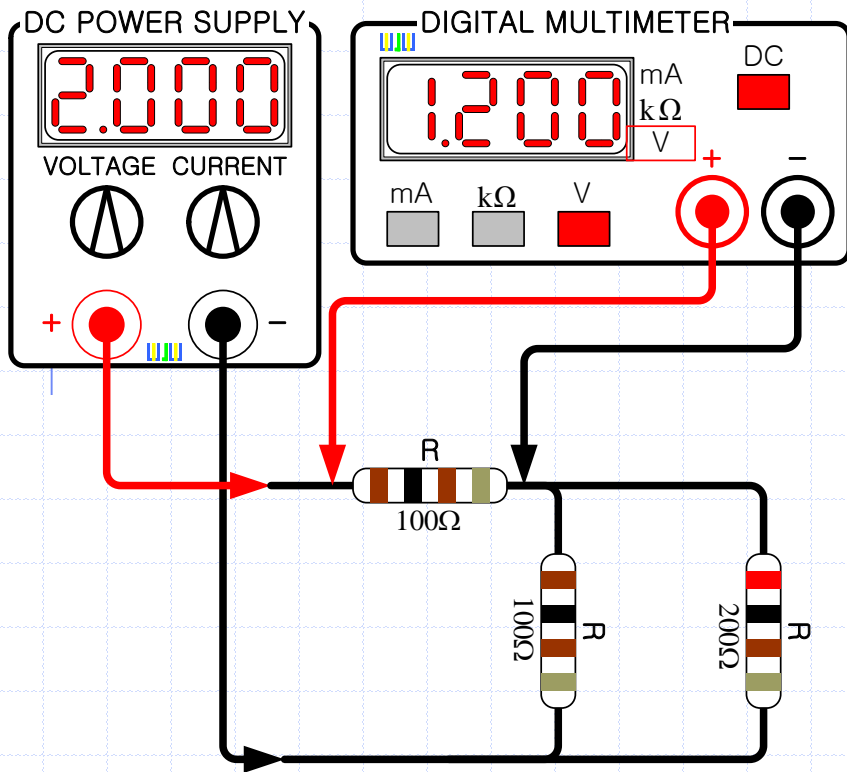 DC POWER SUPPLY
2.000
VOLTAGE CURRENT
+ −
DIGITAL MULTIMETER
1.200
mA
kΩ
V
DC
mA kΩ V
+ −
R
100Ω
100Ω
R
200Ω
R